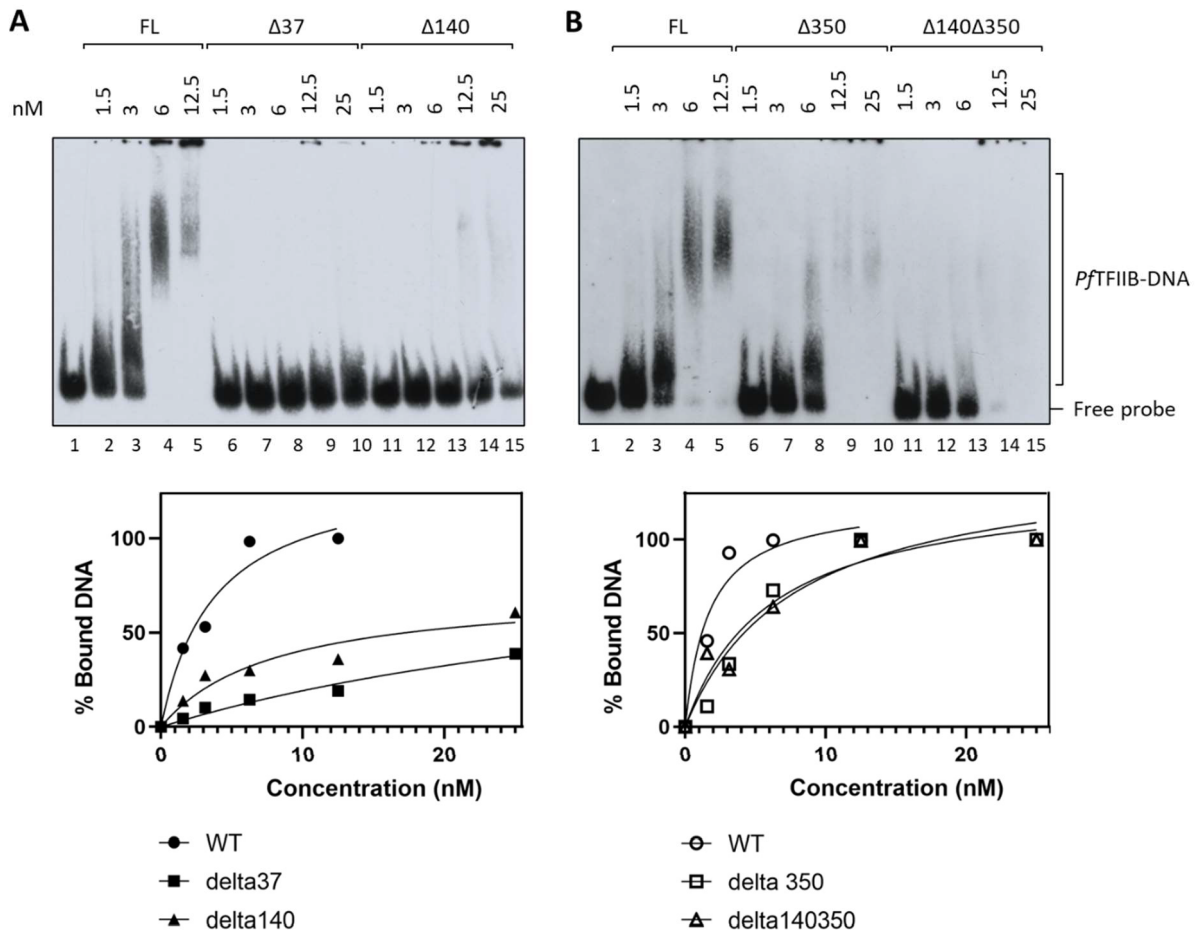 A
FL Δ37 Δ140
nM 1.5 3 6 12.5 1.5 3 6 12.5 25 1.5 3 6 12.5 25
1 2 3 4 5 6 7 8 9 10 11 12 13 14 15
% Bound DNA
100
50
0
0 10 20
Concentration (nM)
WT
delta37
delta140
B
FL Δ350 Δ140Δ350
1.5 3 6 12.5 1.5 3 6 12.5 25 1.5 3 6 12.5 25
PfTFIIB-DNA
Free probe
1 2 3 4 5 6 7 8 9 10 11 12 13 14 15
% Bound DNA
100
50
0
0 10 20
Concentration (nM)
WT
delta 350
delta140350